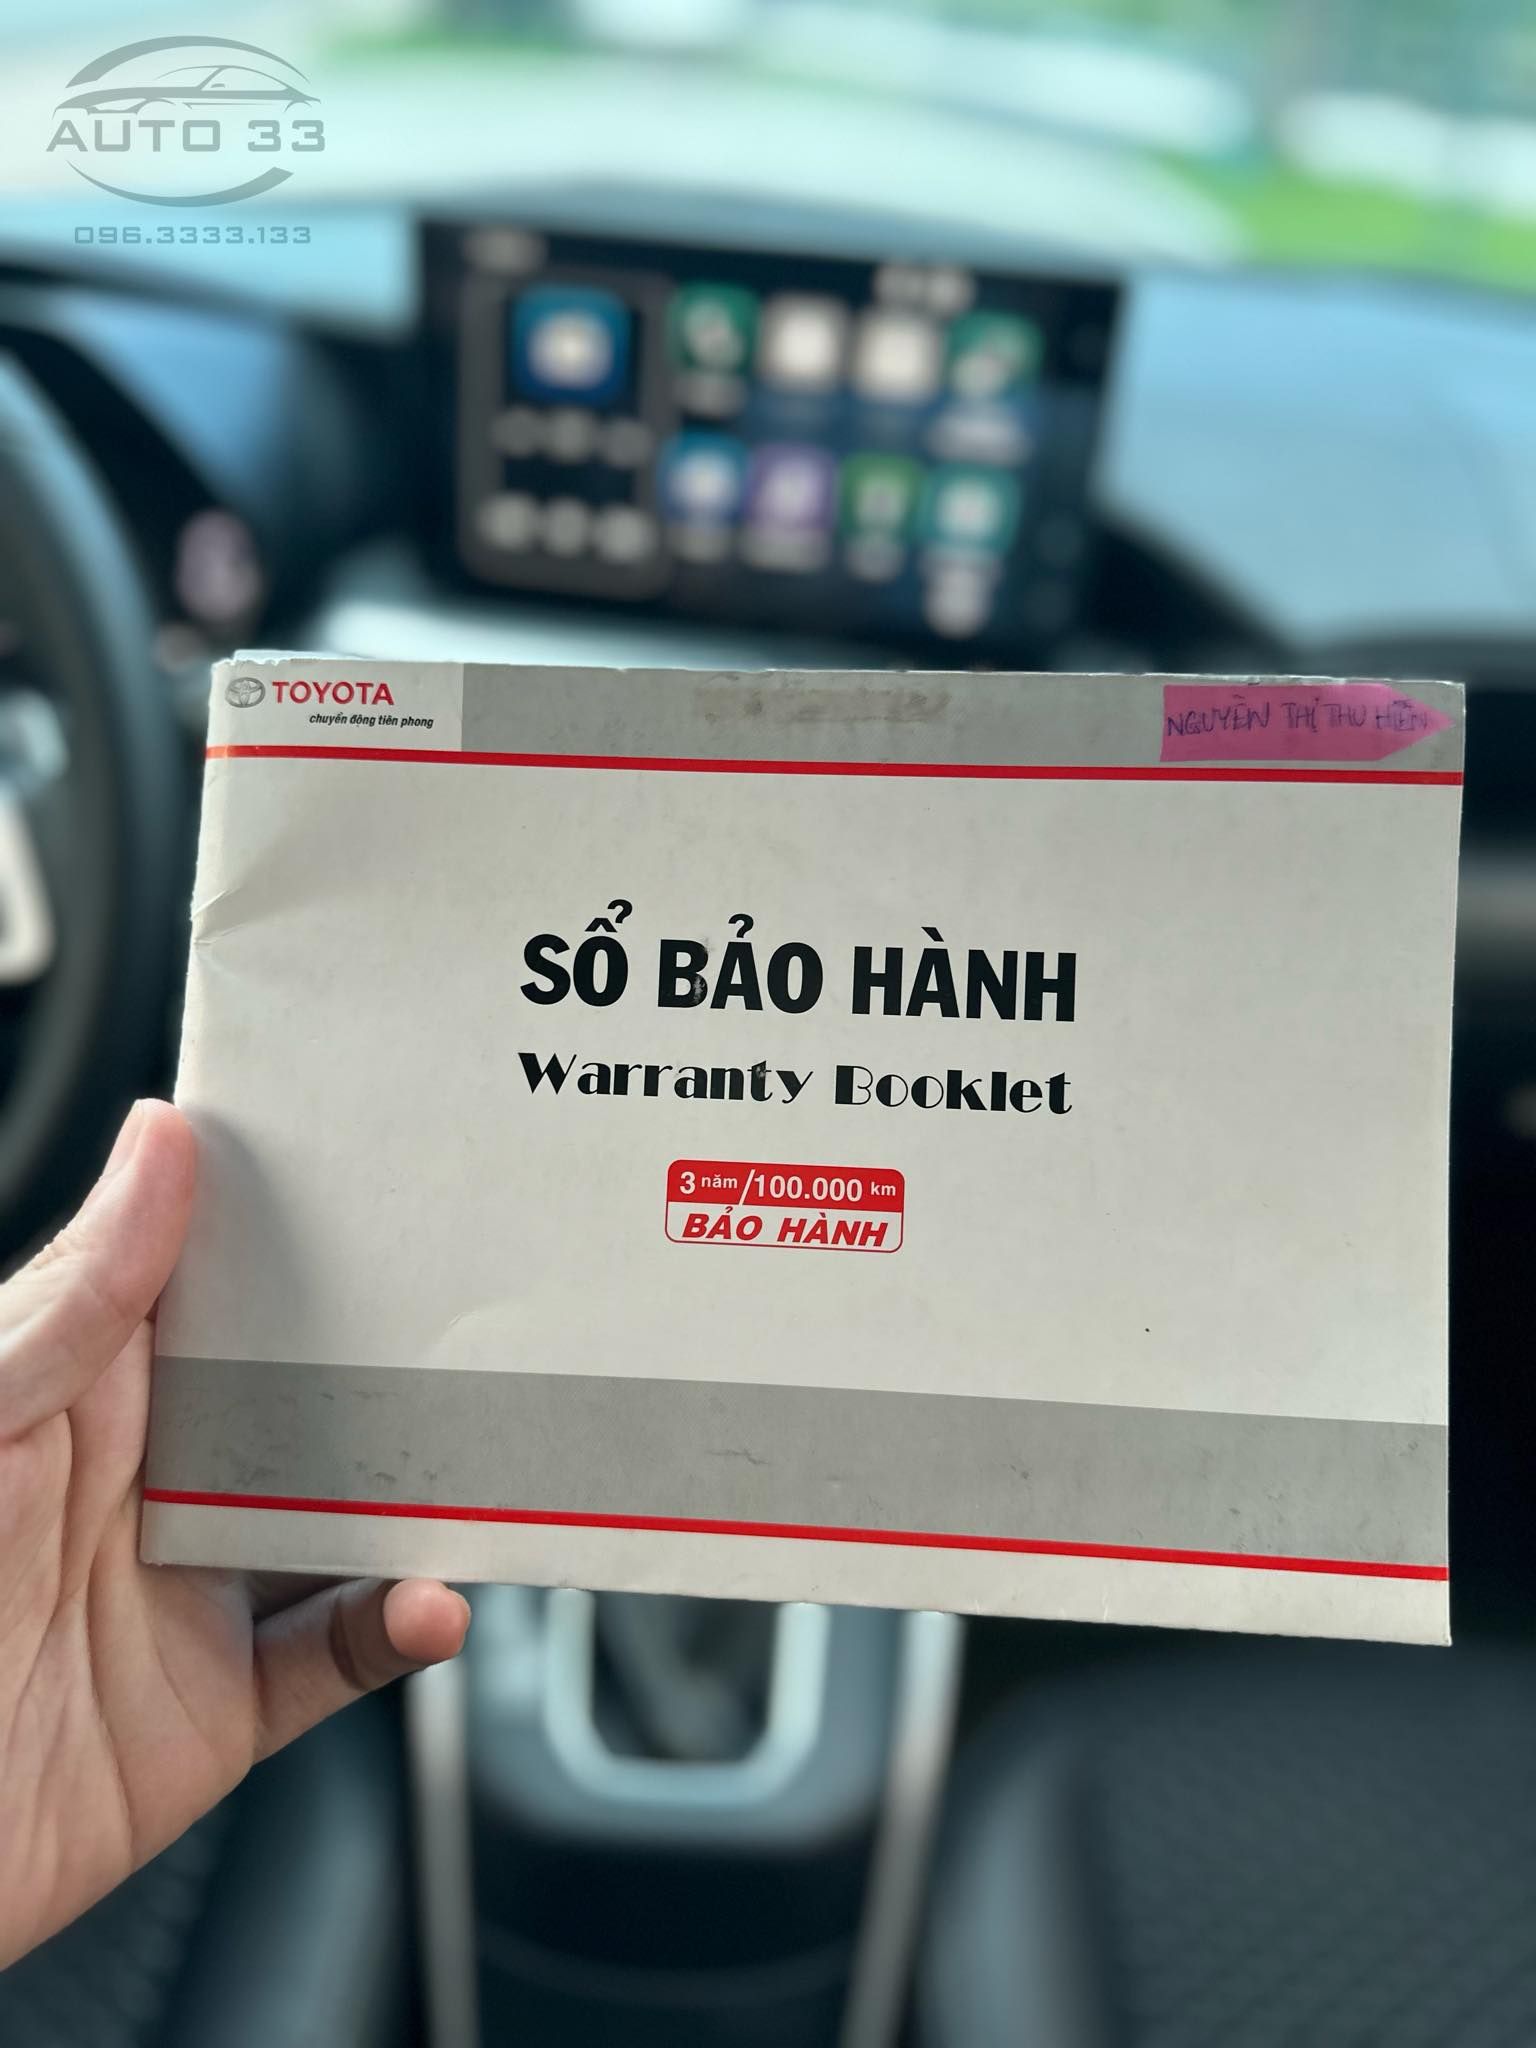 AUTO 33
096.3333.133
TOYOTA
chuyển động tiên phong
NGUYỄN THỊ THU HIỀN
SỔ BẢO HÀNH
Warranty Booklet
3 năm/100.000 km
BẢO HÀNH